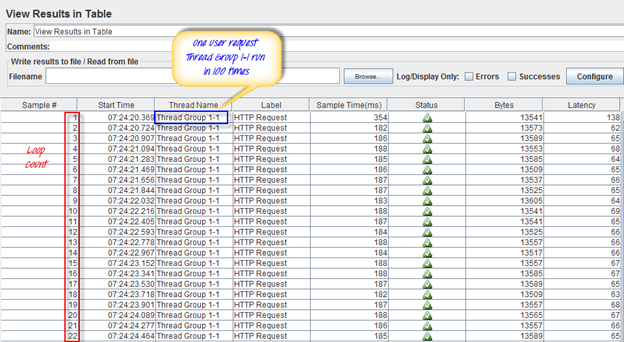 View Results in Table
Name: View Results in Table
Comments:
Write results to file / Read from file
Filename Browse... Log/Display Only: Errors Successes Configure
one user request
Thread Group 1-1 run
in 100 times
Sample # Start Time Thread Name Label Sample Time(ms) Status Bytes Latency
Loop
count
1 07:24:20.369 Thread Group 1-1 HTTP Request 354 13541 138
2 07:24:20.724 Thread Group 1-1 HTTP Request 182 13573 62
3 07:24:20.907 Thread Group 1-1 HTTP Request 186 13589 65
4 07:24:21.094 Thread Group 1-1 HTTP Request 188 13553 68
5 07:24:21.283 Thread Group 1-1 HTTP Request 185 13585 64
6 07:24:21.469 Thread Group 1-1 HTTP Request 186 13509 65
7 07:24:21.656 Thread Group 1-1 HTTP Request 187 13537 66
8 07:24:21.844 Thread Group 1-1 HTTP Request 187 13525 65
9 07:24:22.032 Thread Group 1-1 HTTP Request 183 13605 64
10 07:24:22.216 Thread Group 1-1 HTTP Request 188 13541 69
11 07:24:22.405 Thread Group 1-1 HTTP Request 187 13541 65
12 07:24:22.593 Thread Group 1-1 HTTP Request 184 13525 66
13 07:24:22.778 Thread Group 1-1 HTTP Request 188 13557 66
14 07:24:22.967 Thread Group 1-1 HTTP Request 184 13517 66
15 07:24:23.152 Thread Group 1-1 HTTP Request 188 13557 67
16 07:24:23.341 Thread Group 1-1 HTTP Request 188 13585 67
17 07:24:23.530 Thread Group 1-1 HTTP Request 187 13589 65
18 07:24:23.718 Thread Group 1-1 HTTP Request 182 13509 63
19 07:24:23.901 Thread Group 1-1 HTTP Request 187 13557 68
20 07:24:24.089 Thread Group 1-1 HTTP Request 188 13565 67
21 07:24:24.277 Thread Group 1-1 HTTP Request 186 13557 66
22 07:24:24.464 Thread Group 1-1 HTTP Request 185 13589 65